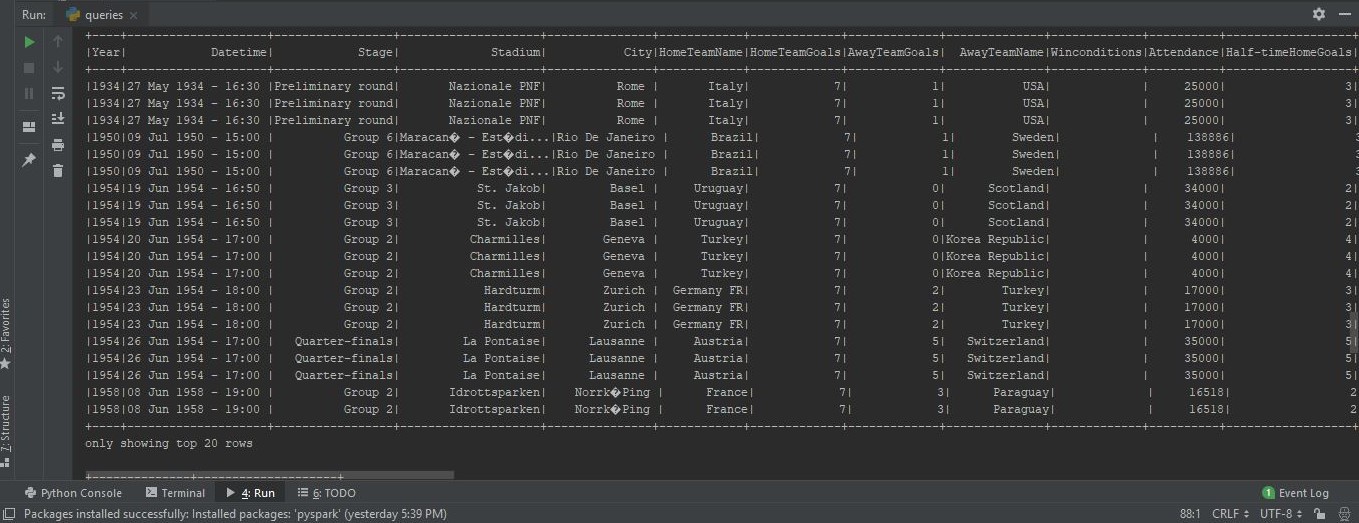 Run: queries
+----+--------------------+-----------------+--------------------+---------------+------------+-------------+-------------+--------------+-------------+----------+------------------+
|Year| Datetime| Stage| Stadium| City|HomeTeamName|HomeTeamGoals|AwayTeamGoals| AwayTeamName|Winconditions|Attendance|Half-timeHomeGoals|
+----+--------------------+-----------------+--------------------+---------------+------------+-------------+-------------+--------------+-------------+----------+------------------+
|1934|27 May 1934 - 16:30 |Preliminary round| Nazionale PNF| Rome | Italy| 7| 1| USA| | 25000| 3|
|1934|27 May 1934 - 16:30 |Preliminary round| Nazionale PNF| Rome | Italy| 7| 1| USA| | 25000| 3|
|1934|27 May 1934 - 16:30 |Preliminary round| Nazionale PNF| Rome | Italy| 7| 1| USA| | 25000| 3|
|1950|09 Jul 1950 - 15:00 | Group 6|Maracan� - Est�di...|Rio De Janeiro | Brazil| 7| 1| Sweden| | 138886| 3
|1950|09 Jul 1950 - 15:00 | Group 6|Maracan� - Est�di...|Rio De Janeiro | Brazil| 7| 1| Sweden| | 138886| 3
|1950|09 Jul 1950 - 15:00 | Group 6|Maracan� - Est�di...|Rio De Janeiro | Brazil| 7| 1| Sweden| | 138886| 3
|1954|19 Jun 1954 - 16:50 | Group 3| St. Jakob| Basel | Uruguay| 7| 0| Scotland| | 34000| 2|
|1954|19 Jun 1954 - 16:50 | Group 3| St. Jakob| Basel | Uruguay| 7| 0| Scotland| | 34000| 2|
|1954|19 Jun 1954 - 16:50 | Group 3| St. Jakob| Basel | Uruguay| 7| 0| Scotland| | 34000| 2|
|1954|20 Jun 1954 - 17:00 | Group 2| Charmilles| Geneva | Turkey| 7| 0|Korea Republic| | 4000| 4|
|1954|20 Jun 1954 - 17:00 | Group 2| Charmilles| Geneva | Turkey| 7| 0|Korea Republic| | 4000| 4|
|1954|20 Jun 1954 - 17:00 | Group 2| Charmilles| Geneva | Turkey| 7| 0|Korea Republic| | 4000| 4|
|1954|23 Jun 1954 - 18:00 | Group 2| Hardturm| Zurich | Germany FR| 7| 2| Turkey| | 17000| 3|
|1954|23 Jun 1954 - 18:00 | Group 2| Hardturm| Zurich | Germany FR| 7| 2| Turkey| | 17000| 3|
|1954|23 Jun 1954 - 18:00 | Group 2| Hardturm| Zurich | Germany FR| 7| 2| Turkey| | 17000| 3|
|1954|26 Jun 1954 - 17:00 | Quarter-finals| La Pontaise| Lausanne | Austria| 7| 5| Switzerland| | 35000| 5|
|1954|26 Jun 1954 - 17:00 | Quarter-finals| La Pontaise| Lausanne | Austria| 7| 5| Switzerland| | 35000| 5|
|1954|26 Jun 1954 - 17:00 | Quarter-finals| La Pontaise| Lausanne | Austria| 7| 5| Switzerland| | 35000| 5|
|1958|08 Jun 1958 - 19:00 | Group 2| Idrottsparken| Norrk�Ping | France| 7| 3| Paraguay| | 16518| 2
|1958|08 Jun 1958 - 19:00 | Group 2| Idrottsparken| Norrk�Ping | France| 7| 3| Paraguay| | 16518| 2
+----+--------------------+-----------------+--------------------+---------------+------------+-------------+-------------+--------------+-------------+----------+------------------+
only showing top 20 rows
+--------------+--------------------+
2: Favorites
7: Structure
Python Console Terminal 4: Run 6: TODO 1 Event Log
Packages installed successfully: Installed packages: 'pyspark' (yesterday 5:39 PM) 88:1 CRLF UTF-8